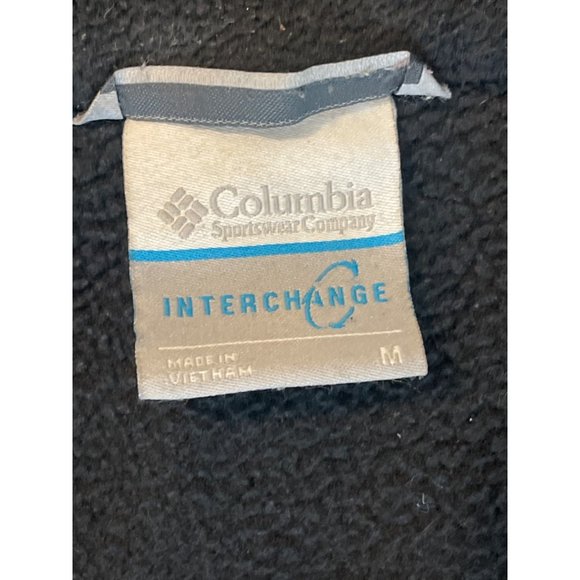 Columbia
Sportswear Company
INTERCHANGE
MADE IN
VIETNAM
M